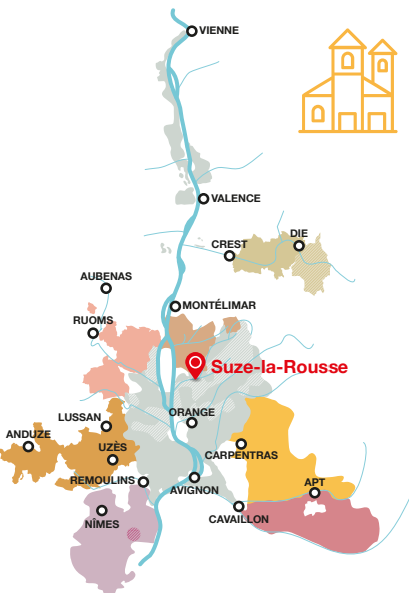 VIENNE
VALENCE
DIE
CREST
AUBENAS
MONTÉLIMAR
RUOMS
Suze-la-Rousse
ORANGE
LUSSAN
ANDUZE
UZÈS
CARPENTRAS
REMOULINS
AVIGNON
APT
CAVAILLON
NÎMES